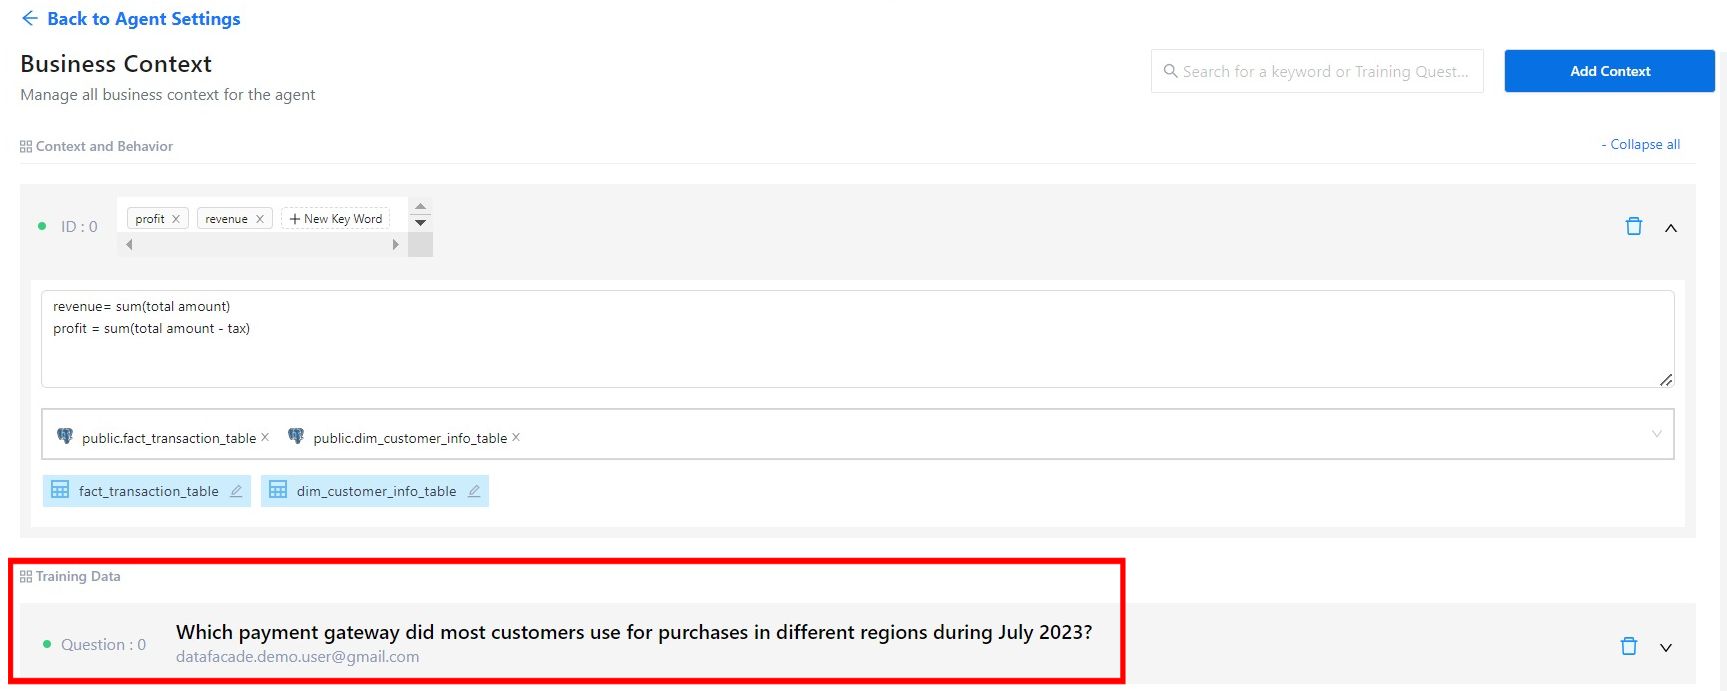 Back to Agent Settings
Business Context
Manage all business context for the agent
Search for a keyword or Training Quest...
Add Context
Context and Behavior
- Collapse all
ID : 0
profit
revenue
New Key Word
revenue= sum(total amount)
profit = sum(total amount - tax)
public.fact_transaction_table
public.dim_customer_info_table
fact_transaction_table
dim_customer_info_table
Training Data
Question : 0
Which payment gateway did most customers use for purchases in different regions during July 2023?
datafacade.demo.user@gmail.com